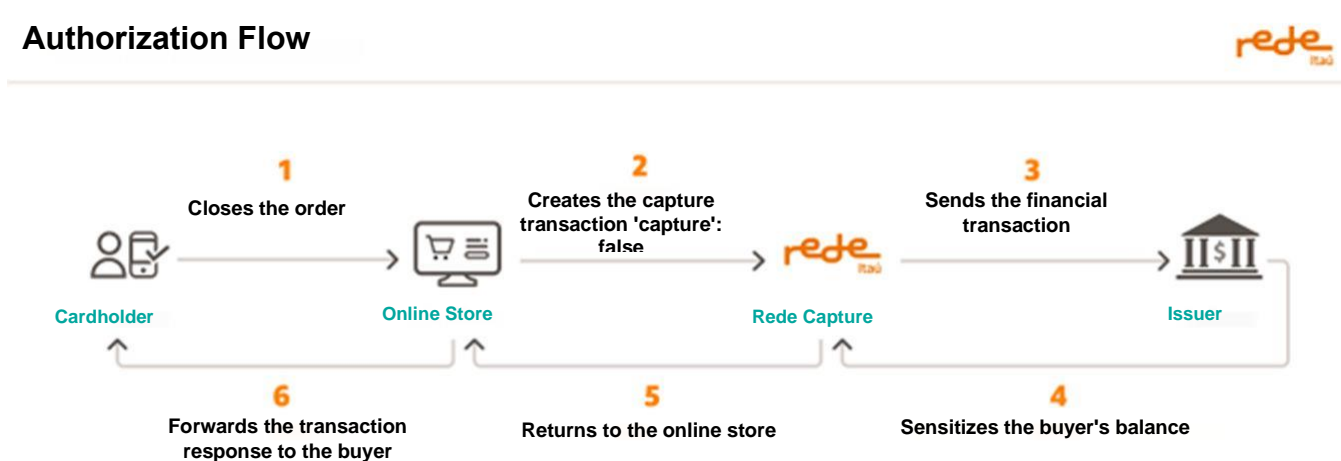 Authorization Flow
rede
Itaú
1
Closes the order
2
Creates the capture
transaction 'capture':
false
3
Sends the financial
transaction
rede
Itaú
$
Cardholder
Online Store
Rede Capture
Issuer
6
Forwards the transaction
response to the buyer
5
Returns to the online store
4
Sensitizes the buyer's balance